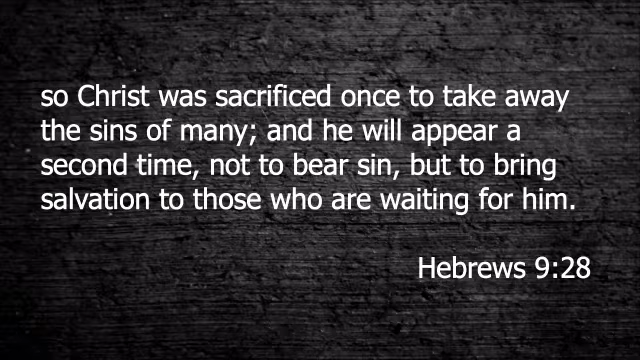 so Christ was sacrificed once to take away
the sins of many; and he will appear a
second time, not to bear sin, but to bring
salvation to those who are waiting for him.
Hebrews 9:28